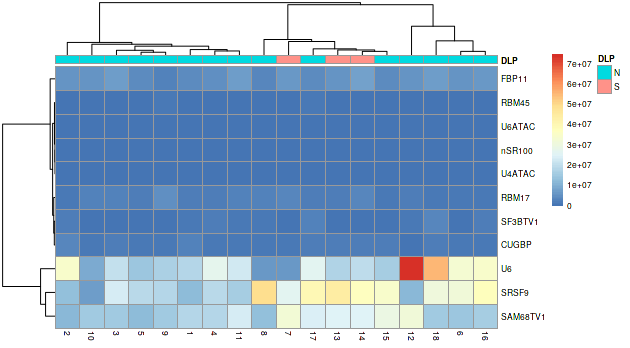 DLP
FBP11
RBM45
U6ATAC
nSR100
U4ATAC
RBM17
SF3BTV1
CUGBP
U6
SRSF9
SAM68TV1
2 10 3 5 9 1 4 11 8 7 17 13 14 15 12 18 6 16
7e+07
6e+07
5e+07
4e+07
3e+07
2e+07
1e+07
0
DLP
N
S